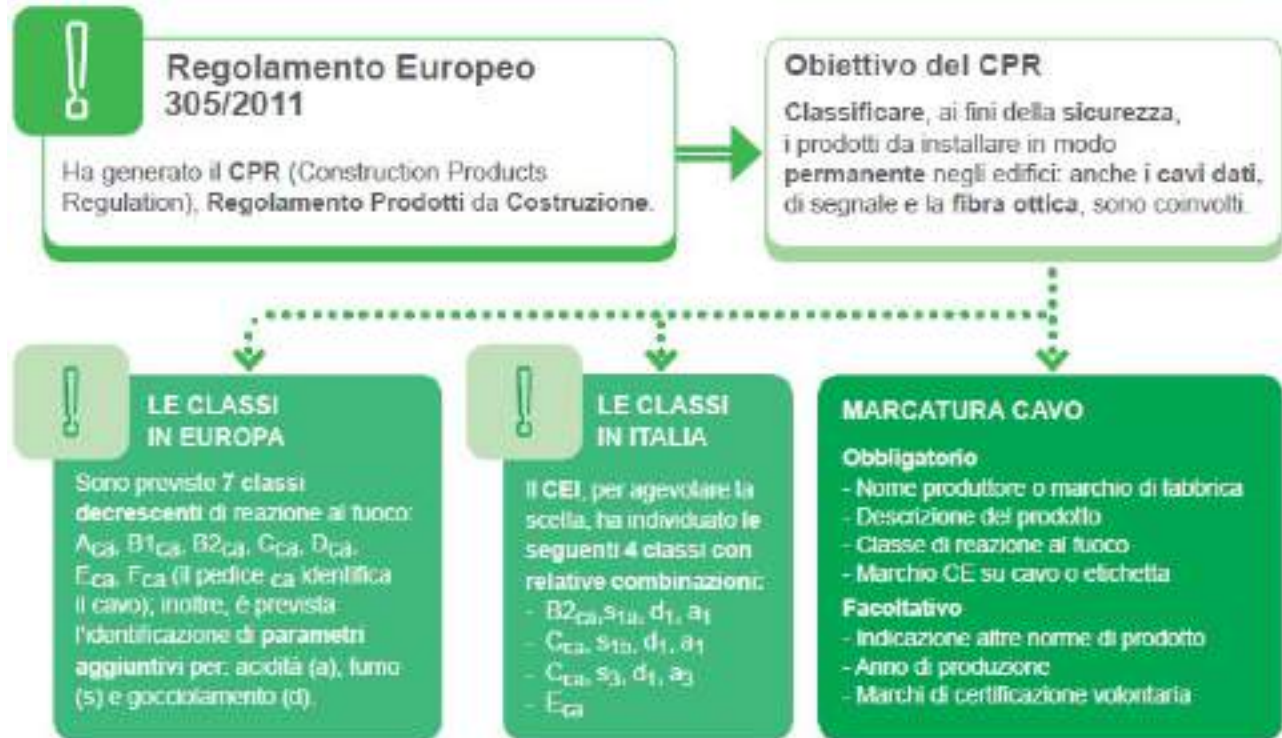 Regolamento Europeo
305/2011
Ha generato il CPR (Construction Products
Regulation), Regolamento Prodotti da Costruzione.
Obiettivo del CPR
Classificare, ai fini della sicurezza,
i prodotti da installare in modo
permanente negli edifici: anche i cavi dati,
di segnale e la fibra ottica, sono coinvolti.
LE CLASSI
IN EUROPA
Sono previste 7 classi
decrescenti di reazione al fuoco:
Aca, B1ca, B2ca, Cca, Dca,
Eca, Fca (il pedice ca identifica
il cavo); inoltre, è prevista
l'identificazione di parametri
aggiuntivi per: acidità (a), fumo
(s) e gocciolamento (d).
LE CLASSI
IN ITALIA
Il CEI, per agevolare la
scelta, ha individuato le
seguenti 4 classi con
relative combinazioni:
- B2ca,s1a, d1, a1
- Cca, s1b, d1, a1
- Cca, s3, d1, a3
- Eca
MARCATURA CAVO
Obbligatorio
- Nome produttore o marchio di fabbrica
- Descrizione del prodotto
- Classe di reazione al fuoco
- Marchio CE su cavo o etichetta
Facoltativo
- Indicazione altre norme di prodotto
- Anno di produzione
- Marchi di certificazione volontaria